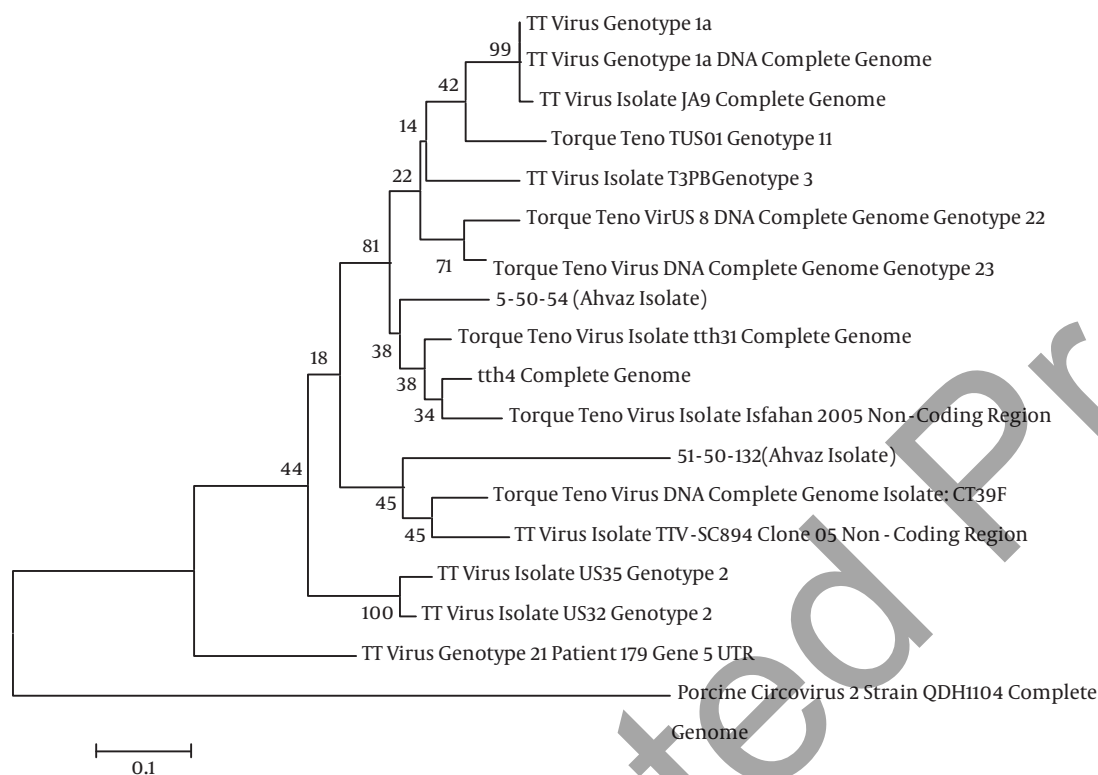 TT Virus Genotype 1a
99
TT Virus Genotype 1a DNA Complete Genome
42
TT Virus Isolate JA9 Complete Genome
14
Torque Teno TUS01 Genotype 11
22
TT Virus Isolate T3PBGenotype 3
Torque Teno VirUS 8 DNA Complete Genome Genotype 22
81
71
Torque Teno Virus DNA Complete Genome Genotype 23
5-50-54 (Ahvaz Isolate)
Torque Teno Virus Isolate tth31 Complete Genome
18
38
38
tth4 Complete Genome
34
Torque Teno Virus Isolate Isfahan 2005 Non-Coding Region
51-50-132(Ahvaz Isolate)
44
45
Torque Teno Virus DNA Complete Genome Isolate: CT39F
45
TT Virus Isolate TTV-SC894 Clone 05 Non - Coding Region
TT Virus Isolate US35 Genotype 2
100
TT Virus Isolate US32 Genotype 2
TT Virus Genotype 21 Patient 179 Gene 5 UTR
Porcine Circovirus 2 Strain QDH1104 Complete
Genome
0.1
ted Pr